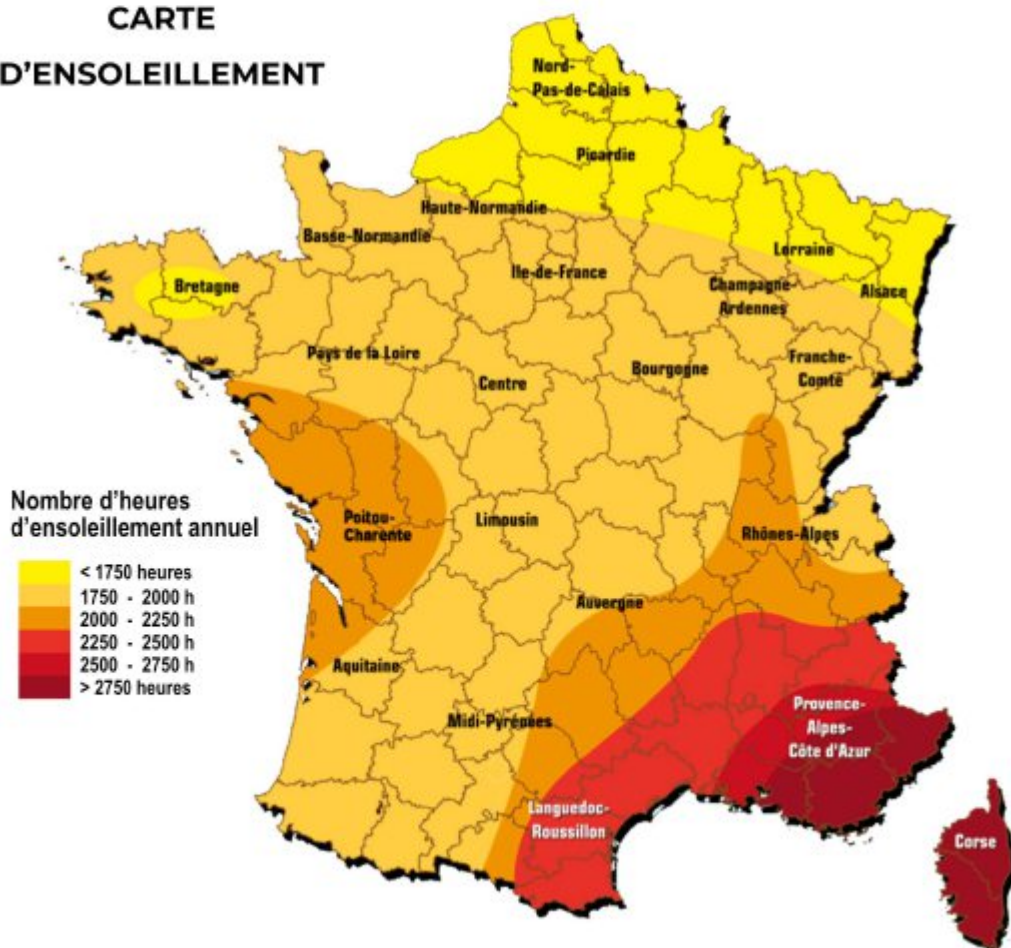 CARTE
D'ENSOLEILLEMENT
Nord-
Pas-de-Calais
Picardie
Haute-Normandie
Basse-Normandie
Ile-de-France
Lorraine
Bretagne
Champagne-
Ardennes
Alsace
Pays de la Loire
Centre
Bourgogne
Franche-
Comté
Nombre d'heures
d'ensoleillement annuel
< 1750 heures
1750 - 2000 h
2000 - 2250 h
2250 - 2500 h
2500 - 2750 h
> 2750 heures
Poitou-
Charente
Limousin
Rhônes-Alpes
Auvergne
Aquitaine
Midi-Pyrénées
Provence-
Alpes-
Côte d'Azur
Languedoc-
Roussillon
Corse